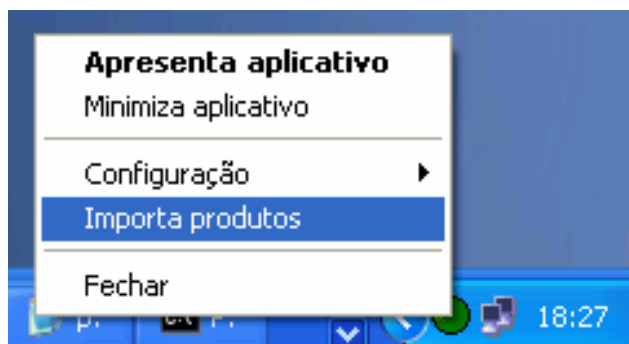 Apresenta aplicativo
Minimiza aplicativo
Configuração
Importa produtos
Fechar
18:27